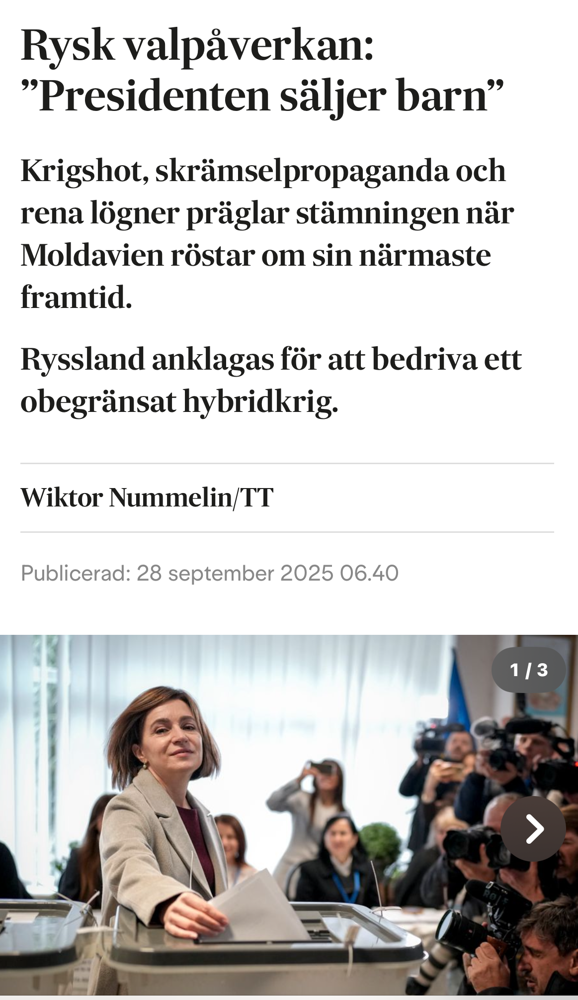 Rysk valpåverkan:
”Presidenten säljer barn”
Krigshot, skrämselpropaganda och
rena lögner präglar stämningen när
Moldavien röstar om sin närmaste
framtid.
Ryssland anklagas för att bedriva ett
obegränsat hybridkrig.
Wiktor Nummelin/TT
Publicerad: 28 september 2025 06.40
1 / 3
RØDE